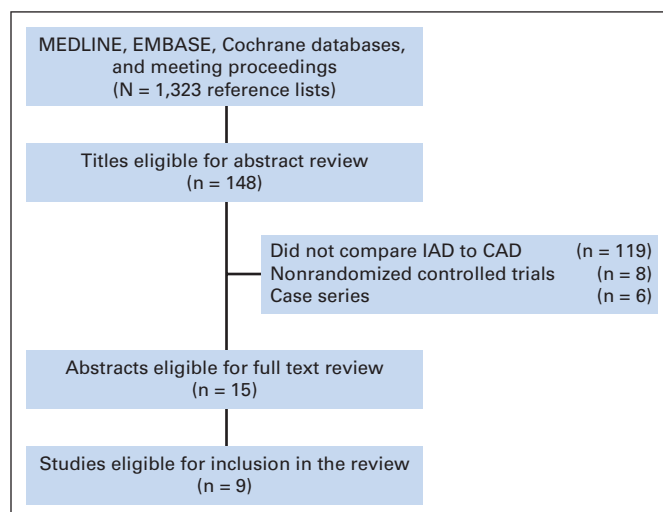 MEDLINE, EMBASE, Cochrane databases,
and meeting proceedings
(N = 1,323 reference lists)
Titles eligible for abstract review
(n = 148)
Did not compare IAD to CAD (n = 119)
Nonrandomized controlled trials (n = 8)
Case series (n = 6)
Abstracts eligible for full text review
(n = 15)
Studies eligible for inclusion in the review
(n = 9)